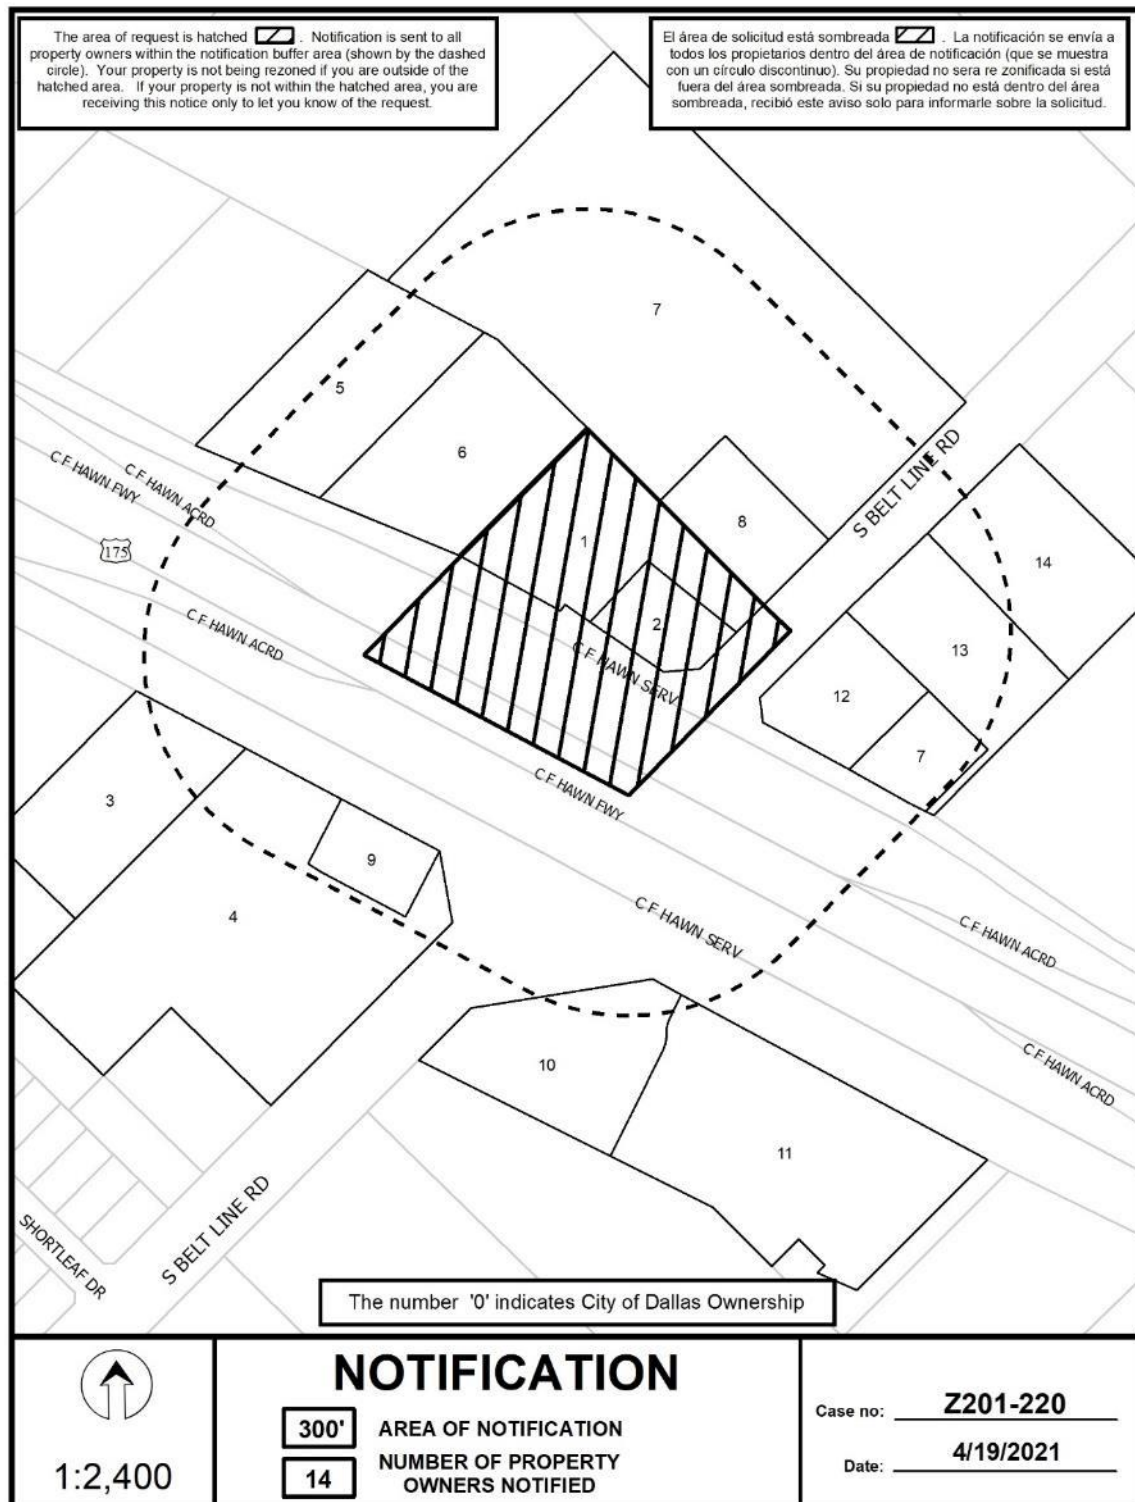 The area of request is hatched . Notification is sent to all
property owners within the notification buffer area (shown by the dashed
circle). Your property is not being rezoned if you are outside of the
hatched area. If your property is not within the hatched area, you are
receiving this notice only to let you know of the request.
El área de solicitud está sombreada . La notificación se envía a
todos los propietarios dentro del área de notificación (que se muestra
con un círculo discontinuo). Su propiedad no sera re zonificada si está
fuera del área sombreada. Si su propiedad no está dentro del área
sombreada, recibió este aviso solo para informarle sobre la solicitud.
7
5
6
S BELT LINE RD
C F HAWN FWY
C F HAWN ACRD
8
1
175
14
C F HAWN ACRD
2
13
C F HAWN SERV
12
7
C F HAWN FWY
3
9
4
C F HAWN SERV
C F HAWN ACRD
10
C F HAWN ACRD
11
S BELT LINE RD
SHORTLEAF DR
The number '0' indicates City of Dallas Ownership
1:2,400
NOTIFICATION
300' AREA OF NOTIFICATION
14 NUMBER OF PROPERTY
OWNERS NOTIFIED
Case no: Z201-220
Date: 4/19/2021